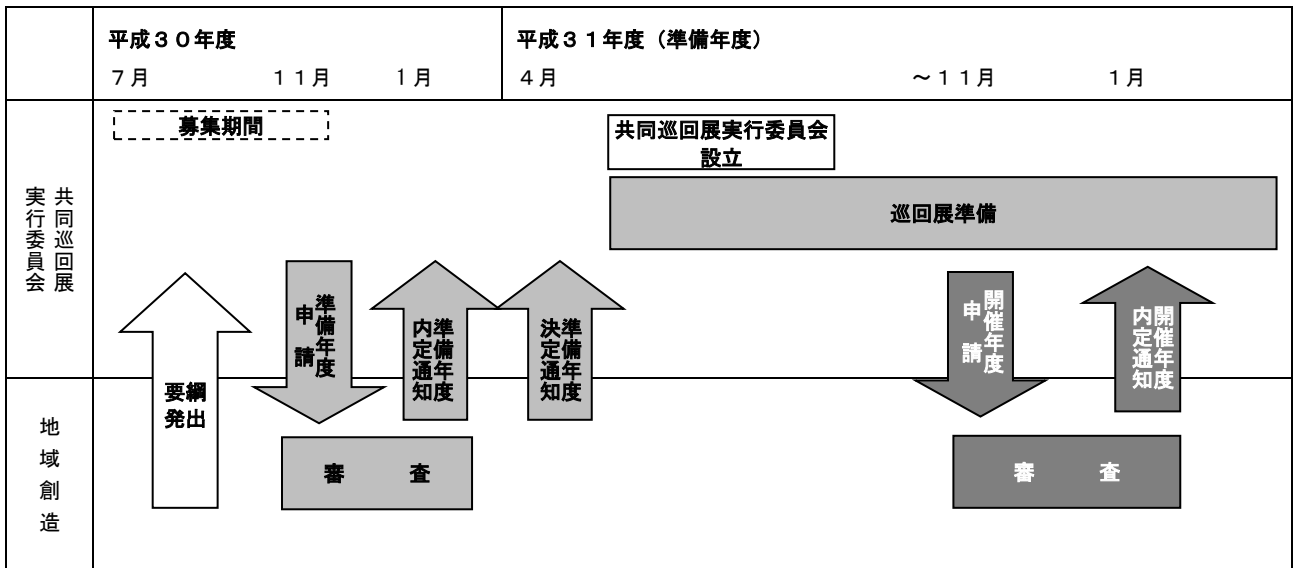 平成３０年度
平成３１年度（準備年度）
７月
１１月
１月
４月
～１１月
１月
共同巡回展
実行委員会
募集期間
共同巡回展実行委員会
設立
巡回展準備
要綱
発出
準備年度
申請
準備年度
内定通知
準備年度
決定通知
開催年度
申請
開催年度
内定通知
地域創造
審査
審査